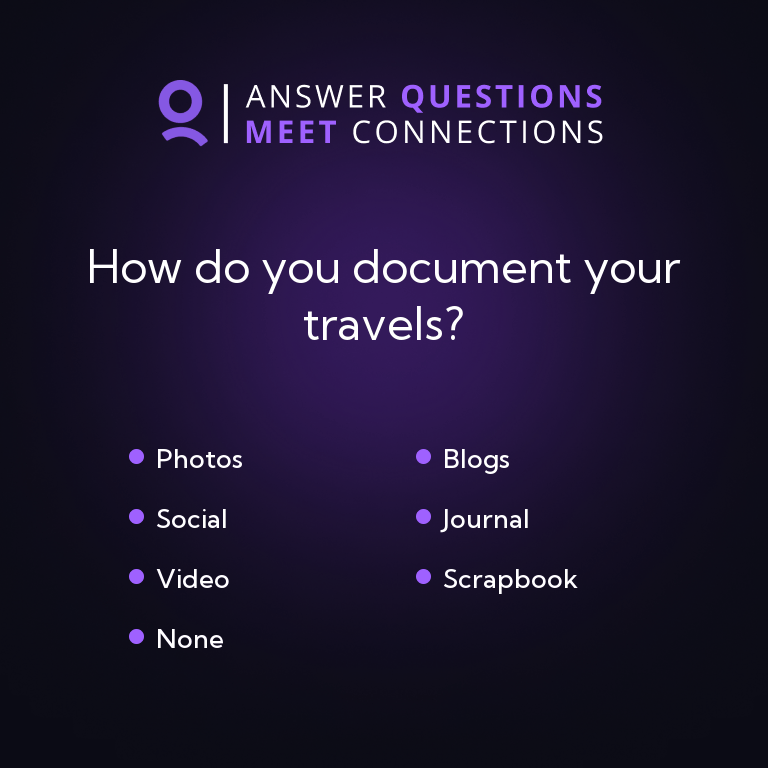 ANSWER QUESTIONS
MEET CONNECTIONS
How do you document your
travels?
Photos
Social
Video
None
Blogs
Journal
Scrapbook